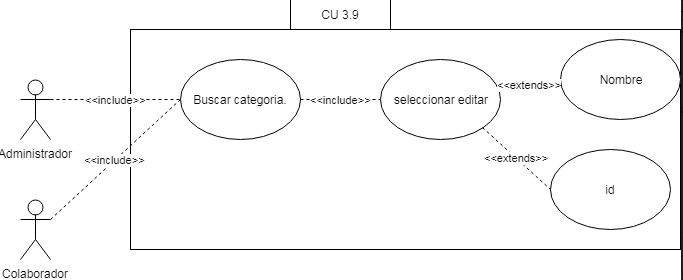 CU 3.9
Nombre
<<extends>>
<<include>>
Buscar categoria.
<<include>>
seleccionar editar
Administrador
<<include>>
<<extends>>
id
Colaborador